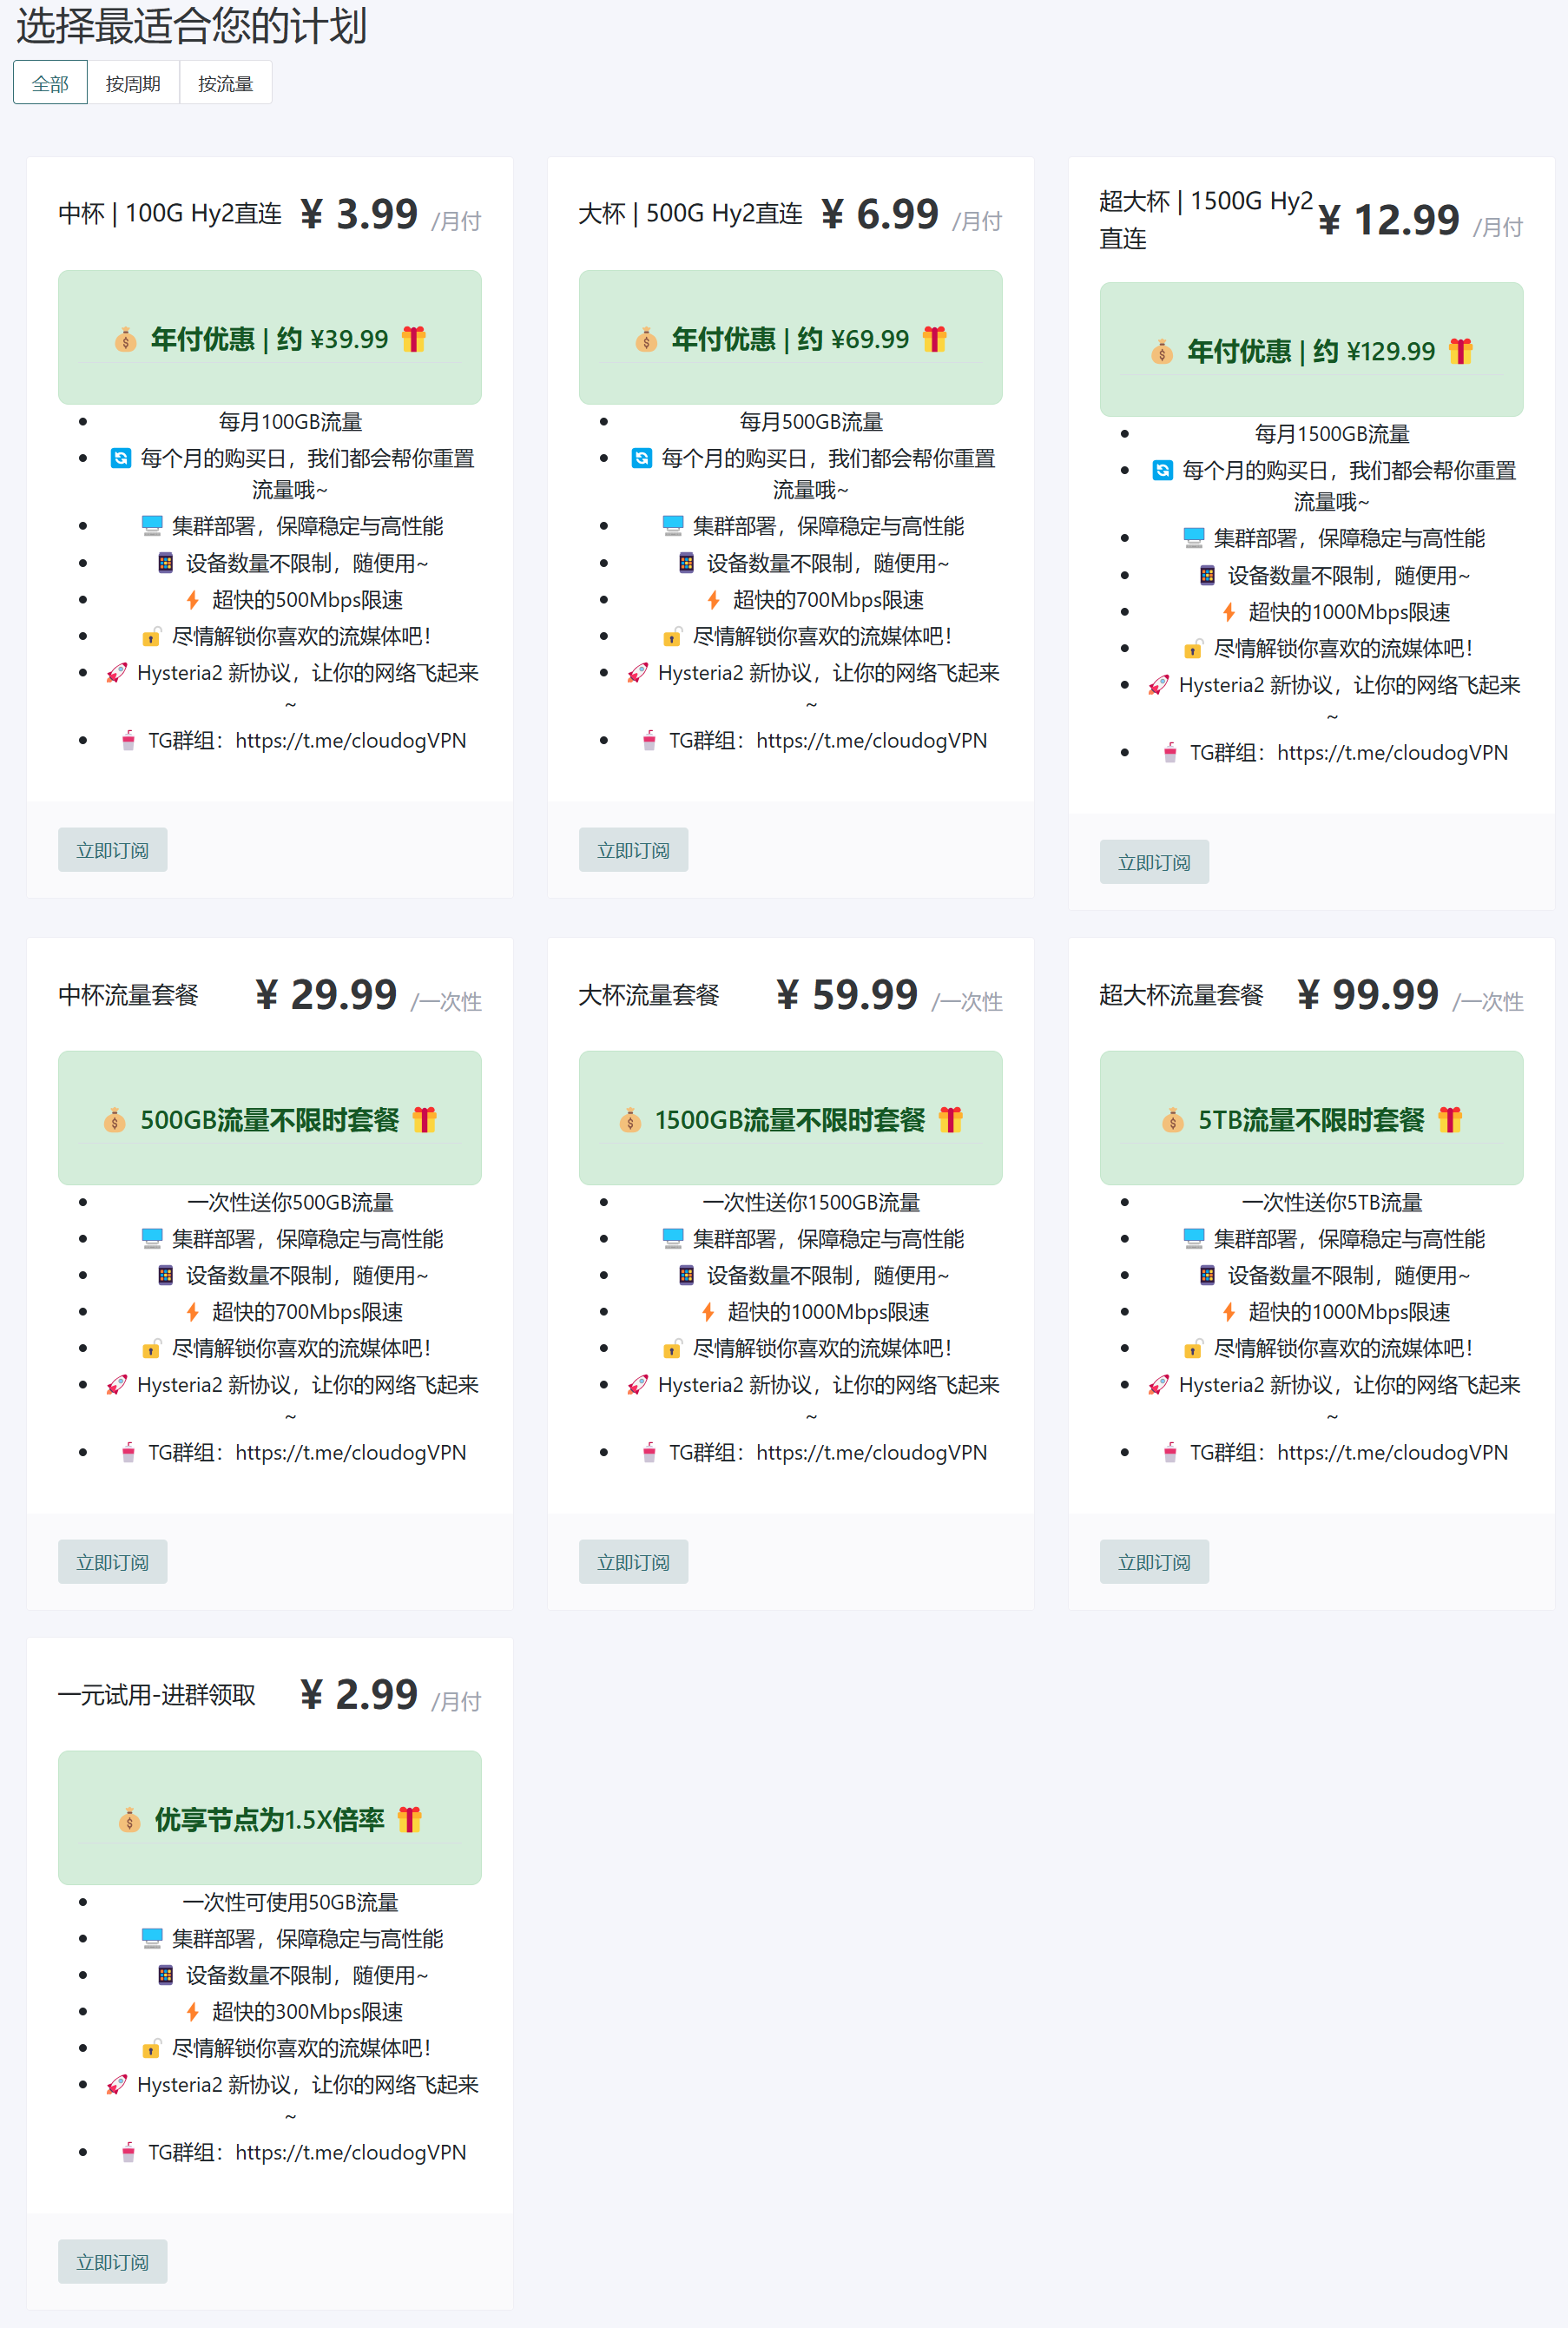 选择最适合您的计划
全部
按周期
按流量
中杯 | 100G Hy2直连
¥ 3.99 /月付
💰 年付优惠 | 约 ¥39.99 🎁
每月100GB流量
🔄 每个月的购买日，我们都会帮你重置
流量哦~
🖥️ 集群部署，保障稳定与高性能
📱 设备数量不限制，随便用~
⚡ 超快的500Mbps限速
🔓 尽情解锁你喜欢的流媒体吧！
🚀 Hysteria2 新协议，让你的网络飞起来
~
🥤 TG群组：https://t.me/cloudogVPN
立即订阅
大杯 | 500G Hy2直连
¥ 6.99 /月付
💰 年付优惠 | 约 ¥69.99 🎁
每月500GB流量
🔄 每个月的购买日，我们都会帮你重置
流量哦~
🖥️ 集群部署，保障稳定与高性能
📱 设备数量不限制，随便用~
⚡ 超快的700Mbps限速
🔓 尽情解锁你喜欢的流媒体吧！
🚀 Hysteria2 新协议，让你的网络飞起来
~
🥤 TG群组：https://t.me/cloudogVPN
立即订阅
超大杯 | 1500G Hy2
直连
¥ 12.99 /月付
💰 年付优惠 | 约 ¥129.99 🎁
每月1500GB流量
🔄 每个月的购买日，我们都会帮你重置
流量哦~
🖥️ 集群部署，保障稳定与高性能
📱 设备数量不限制，随便用~
⚡ 超快的1000Mbps限速
🔓 尽情解锁你喜欢的流媒体吧！
🚀 Hysteria2 新协议，让你的网络飞起来
~
🥤 TG群组：https://t.me/cloudogVPN
立即订阅
中杯流量套餐
¥ 29.99 /一次性
💰 500GB流量不限时套餐 🎁
一次性送你500GB流量
🖥️ 集群部署，保障稳定与高性能
📱 设备数量不限制，随便用~
⚡ 超快的700Mbps限速
🔓 尽情解锁你喜欢的流媒体吧！
🚀 Hysteria2 新协议，让你的网络飞起来
~
🥤 TG群组：https://t.me/cloudogVPN
立即订阅
大杯流量套餐
¥ 59.99 /一次性
💰 1500GB流量不限时套餐 🎁
一次性送你1500GB流量
🖥️ 集群部署，保障稳定与高性能
📱 设备数量不限制，随便用~
⚡ 超快的1000Mbps限速
🔓 尽情解锁你喜欢的流媒体吧！
🚀 Hysteria2 新协议，让你的网络飞起来
~
🥤 TG群组：https://t.me/cloudogVPN
立即订阅
超大杯流量套餐
¥ 99.99 /一次性
💰 5TB流量不限时套餐 🎁
一次性送你5TB流量
🖥️ 集群部署，保障稳定与高性能
📱 设备数量不限制，随便用~
⚡ 超快的1000Mbps限速
🔓 尽情解锁你喜欢的流媒体吧！
🚀 Hysteria2 新协议，让你的网络飞起来
~
🥤 TG群组：https://t.me/cloudogVPN
立即订阅
一元试用-进群领取
¥ 2.99 /月付
💰 优享节点为1.5X倍率 🎁
一次性可使用50GB流量
🖥️ 集群部署，保障稳定与高性能
📱 设备数量不限制，随便用~
⚡ 超快的300Mbps限速
🔓 尽情解锁你喜欢的流媒体吧！
🚀 Hysteria2 新协议，让你的网络飞起来
~
🥤 TG群组：https://t.me/cloudogVPN
立即订阅